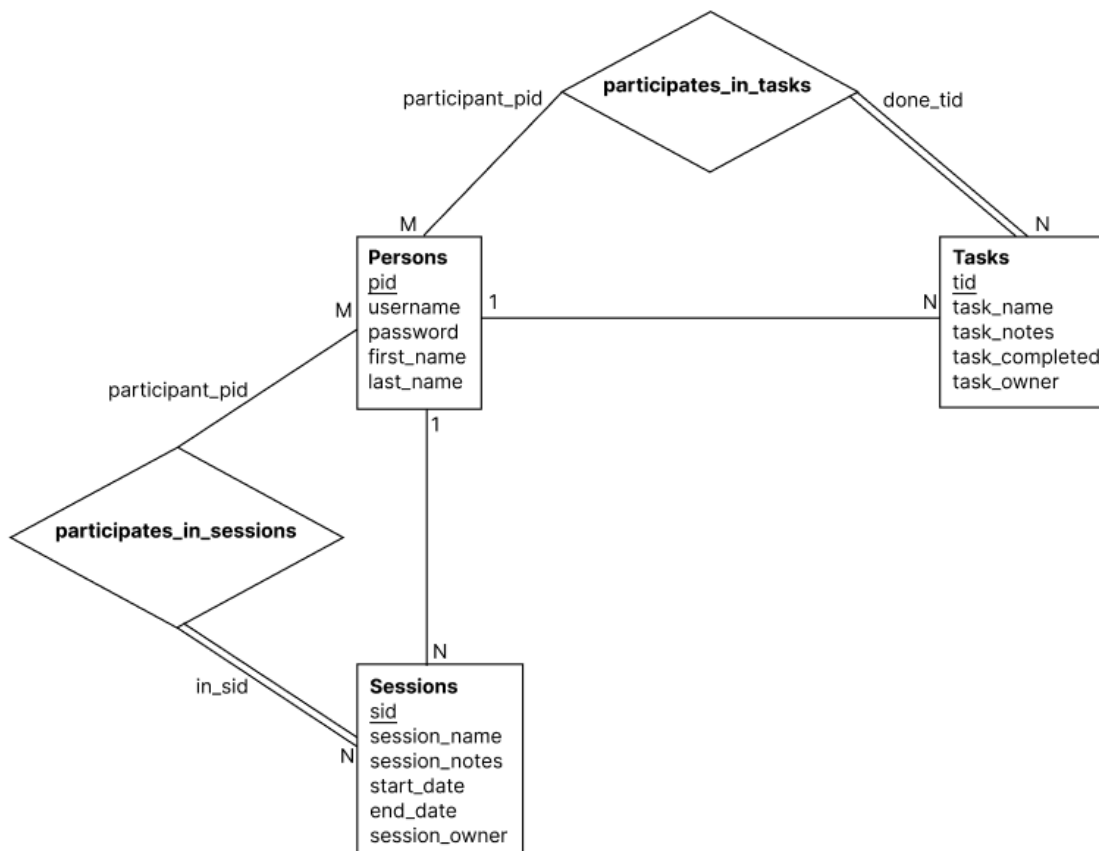 participates_in_tasks
participant_pid
done_tid
M
N
Persons
pid
username
password
first_name
last_name
Tasks
tid
task_name
task_notes
task_completed
task_owner
1
N
M
participant_pid
1
participates_in_sessions
N
in_sid
N
Sessions
sid
session_name
session_notes
start_date
end_date
session_owner